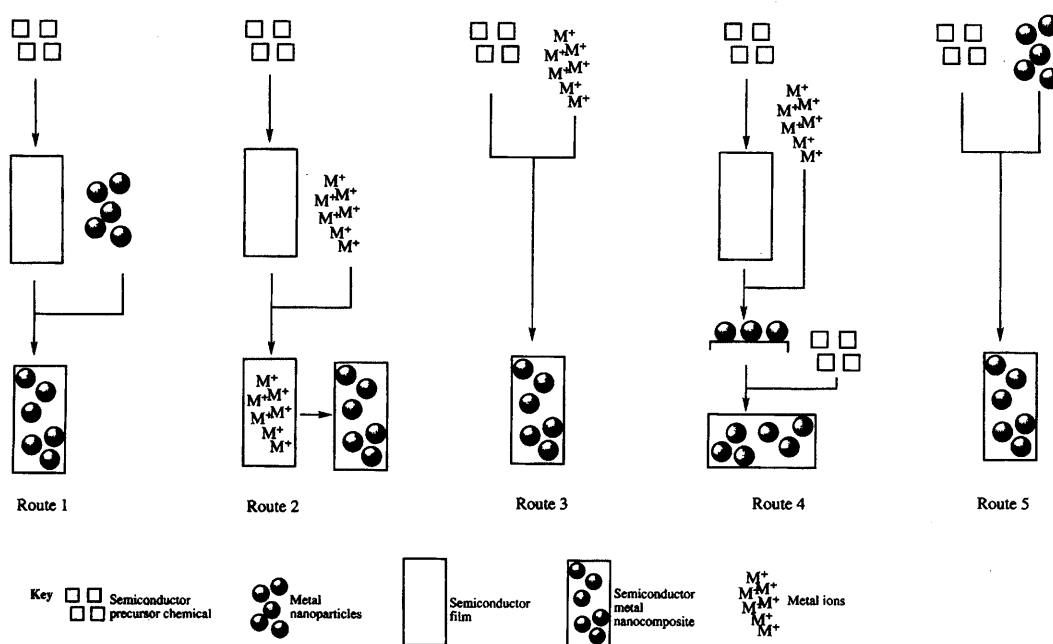 M⁺
M⁺M⁺
M⁺M⁺
M⁺
M⁺
M⁺
M⁺M⁺
M⁺M⁺
M⁺
M⁺
M⁺
M⁺M⁺
M⁺M⁺
M⁺
M⁺
M⁺
M⁺M⁺
M⁺M⁺
M⁺
M⁺
Route 1
Route 2
Route 3
Route 4
Route 5
Key
Semiconductor
precursor chemical
Metal
nanoparticles
Semiconductor
film
Semiconductor
metal
nanocomposite
M⁺
M⁺M⁺
M⁺M⁺
M⁺
M⁺
Metal ions